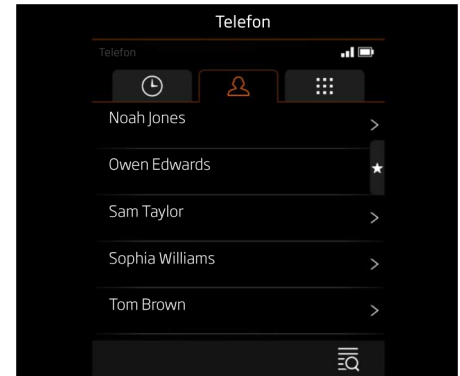 Telefon
Telefon
Noah Jones
Owen Edwards
Sam Taylor
Sophia Williams
Tom Brown